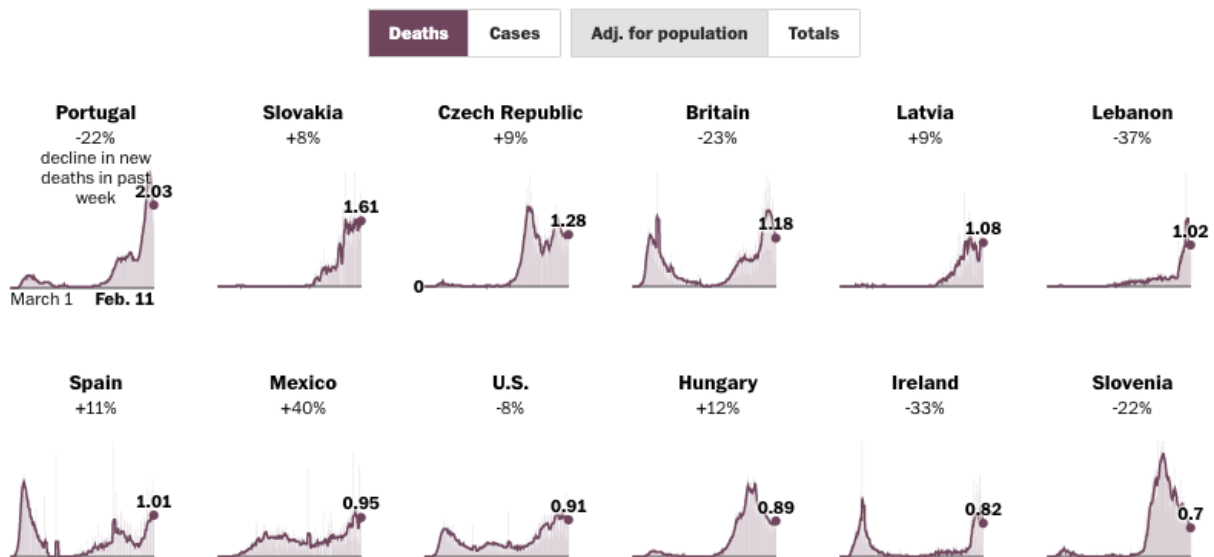 Deaths Cases Adj. for population Totals
Portugal Slovakia Czech Republic Britain Latvia Lebanon
-22% +8% +9% -23% +9% -37%
decline in new
deaths in past
week 2.03 1.61 1.28 1.18 1.08 1.02
0
March 1 Feb. 11
Spain Mexico U.S. Hungary Ireland Slovenia
+11% +40% -8% +12% -33% -22%
1.01 0.95 0.91 0.89 0.82 0.7